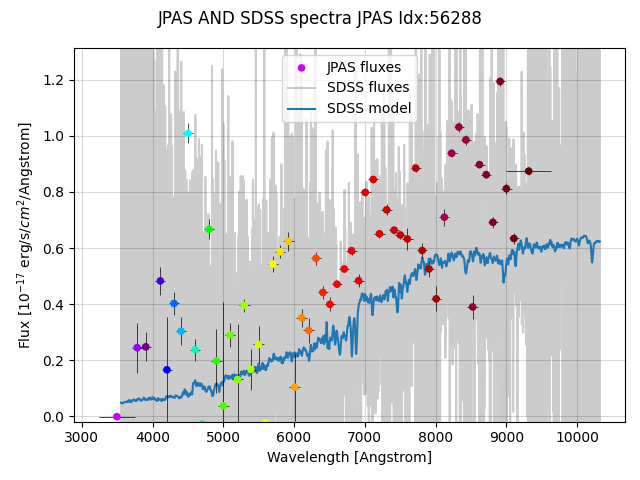 JPAS AND SDSS spectra JPAS Idx:56288
JPAS fluxes
SDSS fluxes
SDSS model
Flux [10⁻¹⁷ erg/s/cm²/Angstrom]
1.2
1.0
0.8
0.6
0.4
0.2
0.0
3000 4000 5000 6000 7000 8000 9000 10000
Wavelength [Angstrom]